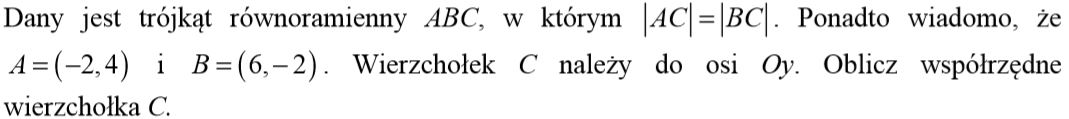 Dany jest trójkąt równoramienny ABC, w którym |AC|=|BC|. Ponadto wiadomo, że
A=(−2,4) i B=(6,−2). Wierzchołek C należy do osi Oy. Oblicz współrzędne
wierzchołka C.